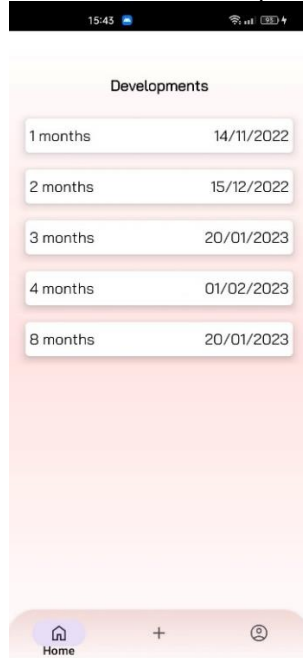 15:43 95
Developments
1 months 14/11/2022
2 months 15/12/2022
3 months 20/01/2023
4 months 01/02/2023
8 months 20/01/2023
Home